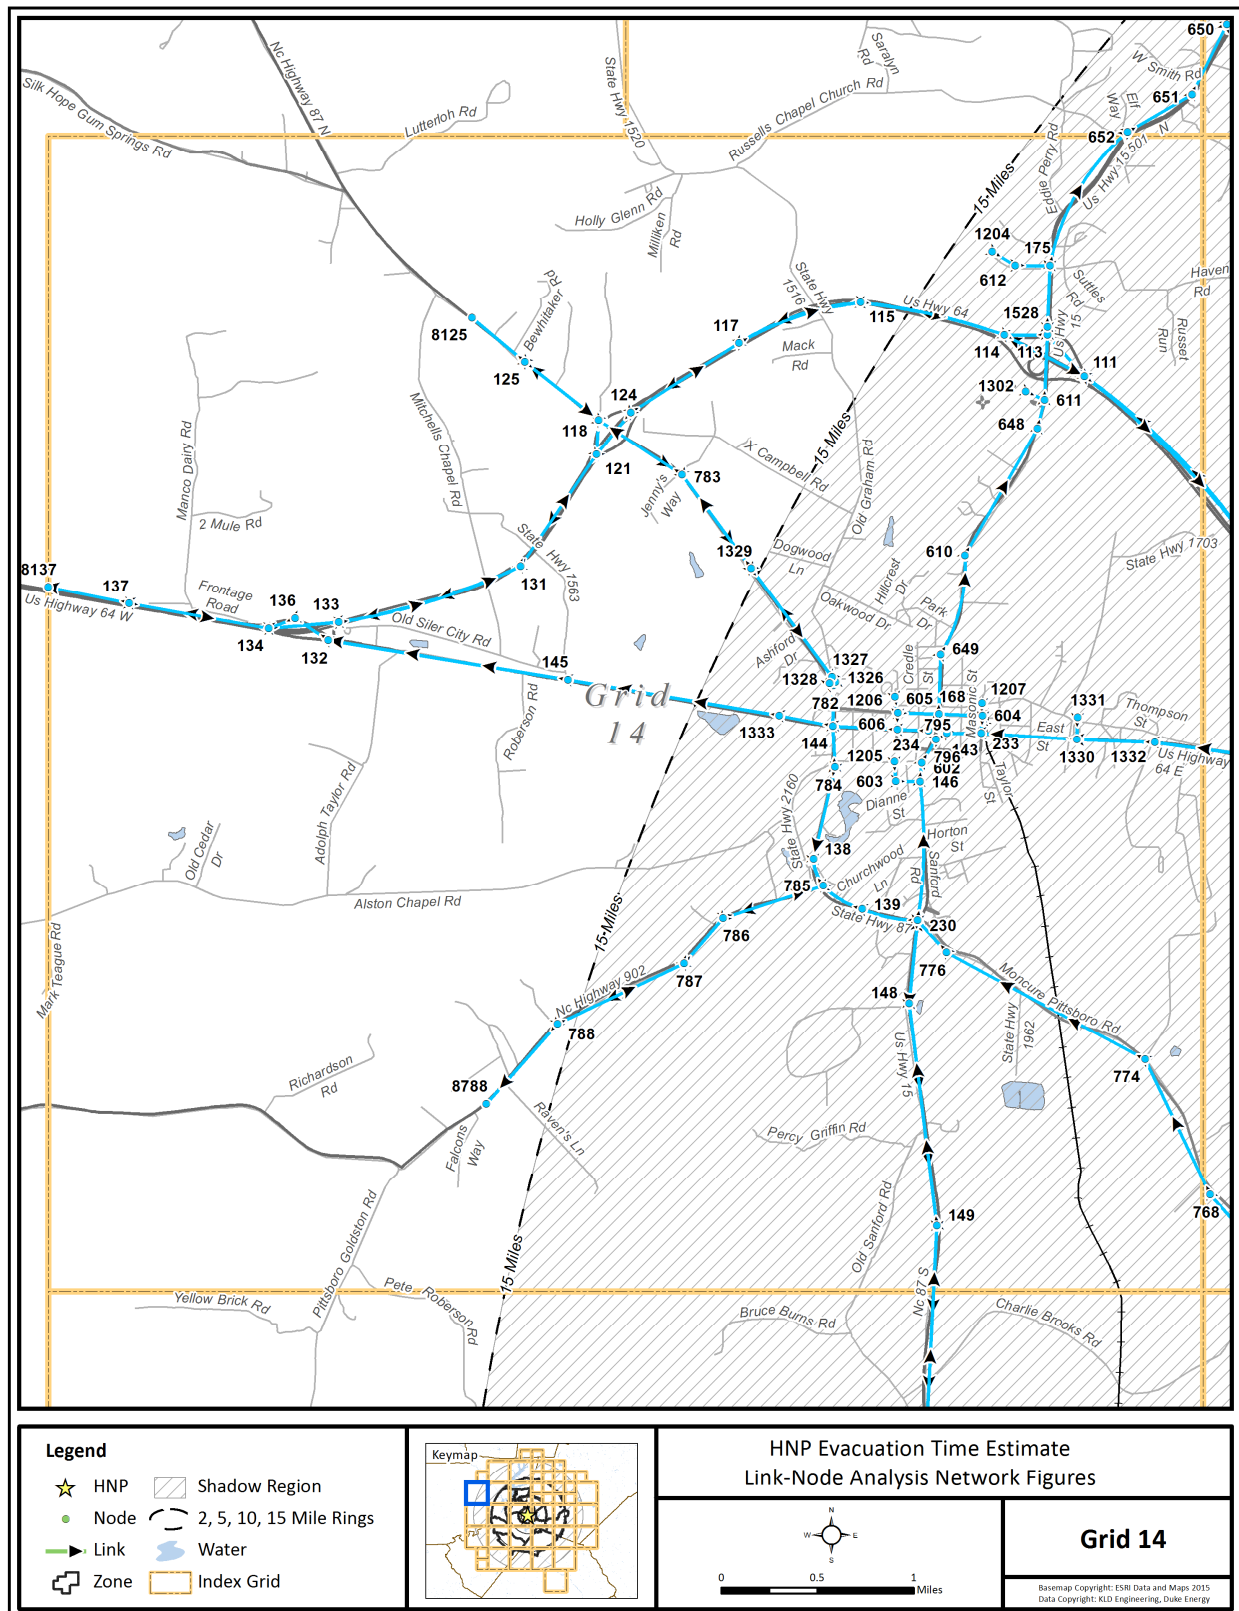 650
W Smith Rd
Saralyn
Rd
Nc Highway 87 N
State Hwy 1520
Silk Hope Gum Springs Rd
Lutterloh Rd
Russells Chapel Church Rd
Elf
Way
651
652
Us Hwy 15 501 N
Eddie Perry Rd
15 Miles
Holly Glenn Rd
Milliken
Rd
1204
175
612
Suttles
Rd
Haven
Rd
State Hwy
1516
Bewhitaker Rd
8125
117
115
Us Hwy 64
1528
Us Hwy
15
Russet
Run
Mack
Rd
114
113
111
125
124
1302
611
118
648
Mitchells Chapel Rd
Manco Dairy Rd
121
15 Miles
X Campbell Rd
Old Graham Rd
783
Jenny's
Way
2 Mule Rd
State Hwy 1563
1329
Dogwood
Ln
610
State Hwy 1703
8137
137
Us Highway 64 W
Frontage
Road
136
133
131
Hillcrest
Dr
Park
Dr
Oakwood Dr
134
132
Old Siler City Rd
Ashford
Dr
Credle
St
649
145
1327
1326
1328
Masonic St
Grid
14
Roberson Rd
782
1206
605
168
1207
604
1331
Thompson
St
1333
144
606
795
234
143
233
East
St
1330
1332
Us Highway
64 E
1205
796
602
784
603
146
Taylor
St
State Hwy 2160
Dianne
St
Adolph Taylor Rd
Old Cedar
Dr
138
Horton
St
Churchwood
Ln
Sanford
Rd
785
139
Alston Chapel Rd
State Hwy 87
230
786
15 Miles
776
Mark Teague Rd
787
Nc Highway 902
Moncure Pittsboro Rd
148
788
State Hwy
1962
Us Hwy 15
774
Richardson
Rd
8788
Raven's Ln
Falcons
Way
Percy Griffin Rd
768
149
Old Sanford Rd
Pittsboro Goldston Rd
15 Miles
Nc 87 S
Yellow Brick Rd
Pete Roberson
Rd
Bruce Burns Rd
Charlie Brooks Rd
Legend
HNP
Shadow Region
Node
2, 5, 10, 15 Mile Rings
Link
Water
Zone
Index Grid
Keymap
HNP Evacuation Time Estimate
Link-Node Analysis Network Figures
N
W E
S
0 0.5 1
Miles
Grid 14
Basemap Copyright: ESRI Data and Maps 2015
Data Copyright: KLD Engineering, Duke Energy